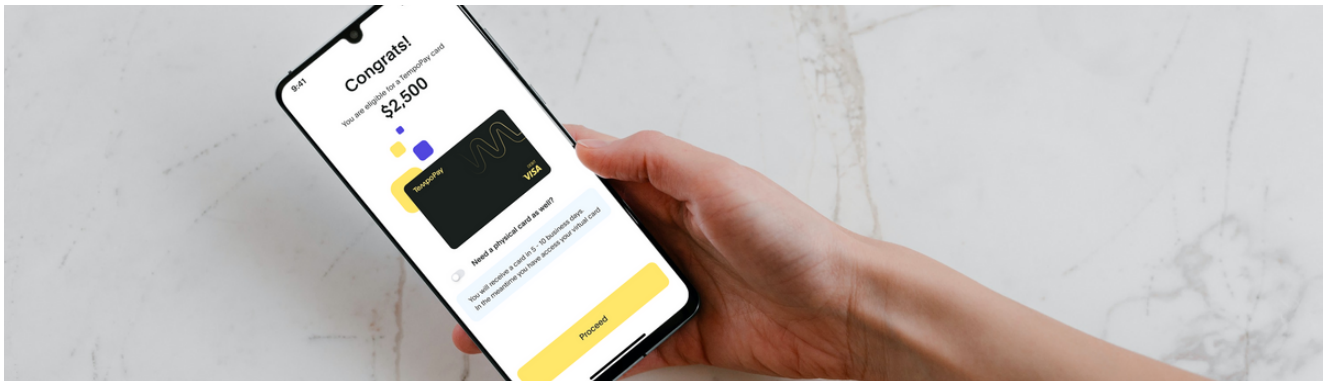 9:41
Congrats!
You are eligible for a TempoPay card
$2,500
TempoPay
DEBIT
VISA
Need a physical card as well?
You will receive a card in 5 - 10 business days.
In the meantime you have access your virtual card
Proceed